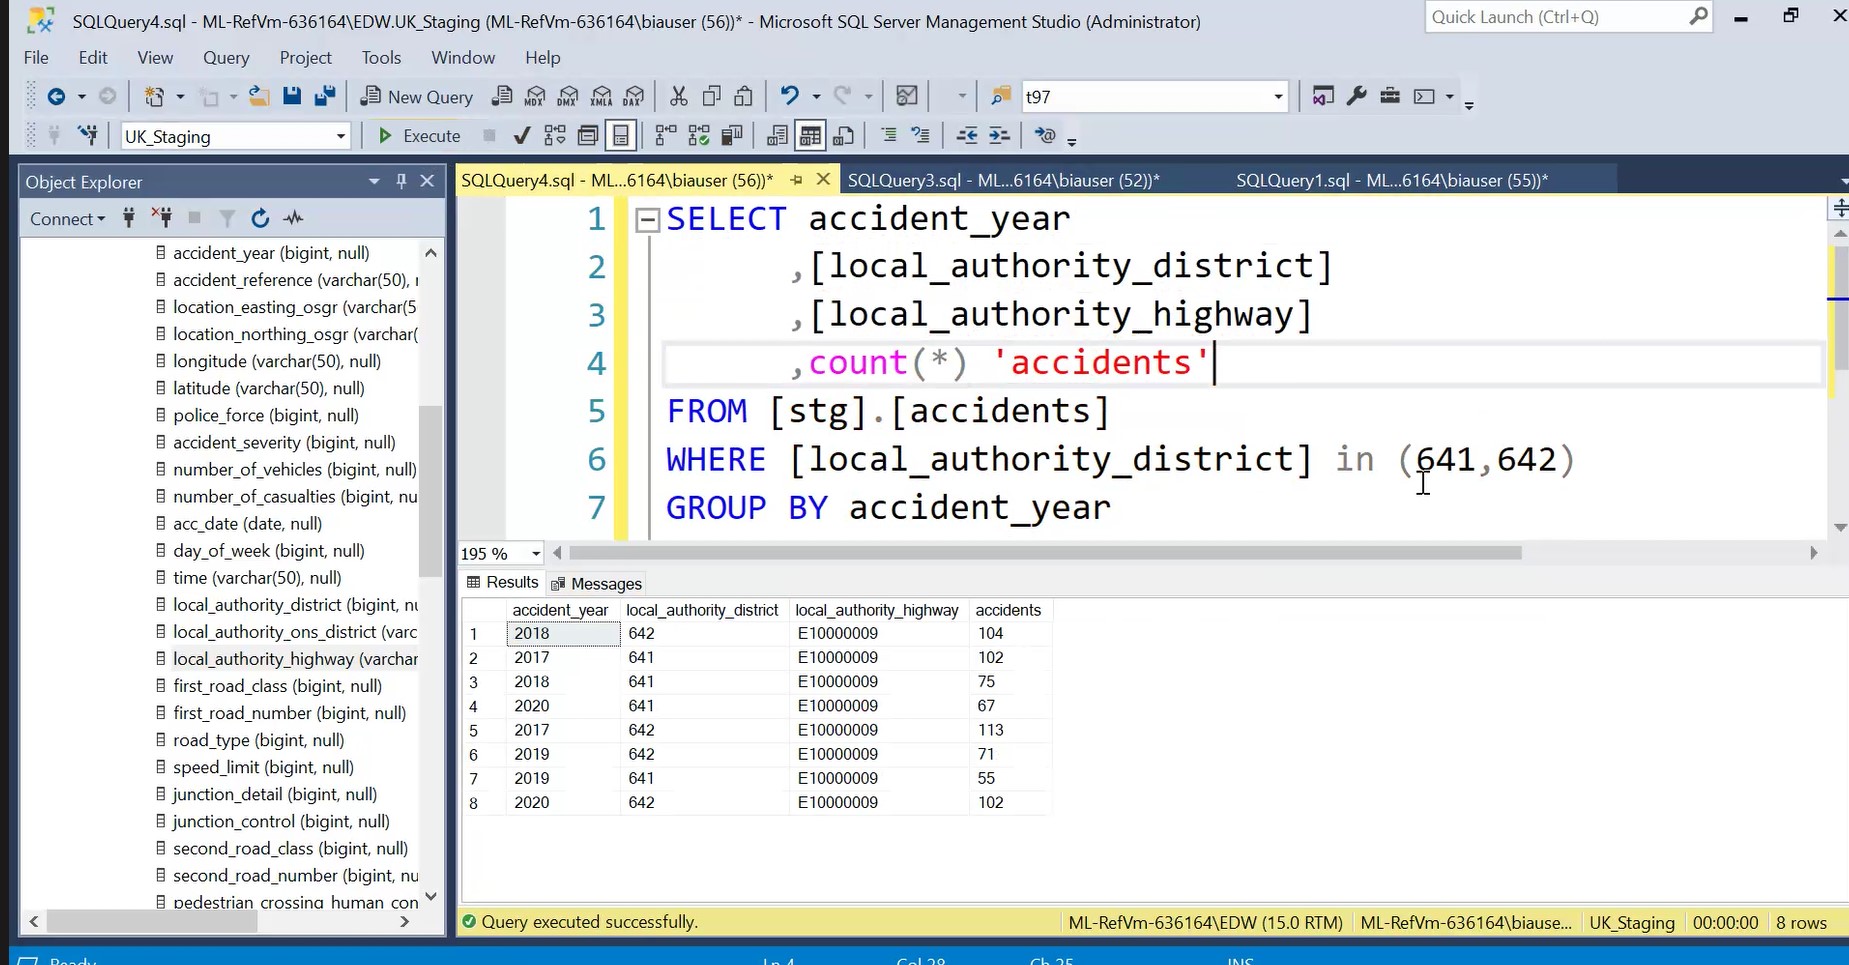 SQLQuery4.sql - ML-RefVm-636164\EDW.UK_Staging (ML-RefVm-636164\biauser (56))* - Microsoft SQL Server Management Studio (Administrator)
Quick Launch (Ctrl+Q)
File Edit View Query Project Tools Window Help
New Query MDX DMX XMLA DAX t97
UK_Staging Execute
Object Explorer
SQLQuery4.sql - ML...6164\biauser (56))* SQLQuery3.sql - ML...6164\biauser (52))* SQLQuery1.sql - ML...6164\biauser (55))*
Connect
accident_year (bigint, null)
accident_reference (varchar(50), r
location_easting_osgr (varchar(5
location_northing_osgr (varchar(
longitude (varchar(50), null)
latitude (varchar(50), null)
police_force (bigint, null)
accident_severity (bigint, null)
number_of_vehicles (bigint, null)
number_of_casualties (bigint, nu
acc_date (date, null)
day_of_week (bigint, null)
time (varchar(50), null)
local_authority_district (bigint, nu
local_authority_ons_district (varc
local_authority_highway (varchar
first_road_class (bigint, null)
first_road_number (bigint, null)
road_type (bigint, null)
speed_limit (bigint, null)
junction_detail (bigint, null)
junction_control (bigint, null)
second_road_class (bigint, null)
second_road_number (bigint, nu
pedestrian_crossing_human_con
1 SELECT accident_year
2 ,[local_authority_district]
3 ,[local_authority_highway]
4 ,count(*) 'accidents'
5 FROM [stg].[accidents]
6 WHERE [local_authority_district] in (641,642)
7 GROUP BY accident_year
195 %
Results Messages
accident_year local_authority_district local_authority_highway accidents
1 2018 642 E10000009 104
2 2017 641 E10000009 102
3 2018 641 E10000009 75
4 2020 641 E10000009 67
5 2017 642 E10000009 113
6 2019 642 E10000009 71
7 2019 641 E10000009 55
8 2020 642 E10000009 102
Query executed successfully. ML-RefVm-636164\EDW (15.0 RTM) ML-RefVm-636164\biause... UK_Staging 00:00:00 8 rows
Ready Ln 4 Col 28 Ch 25 INS